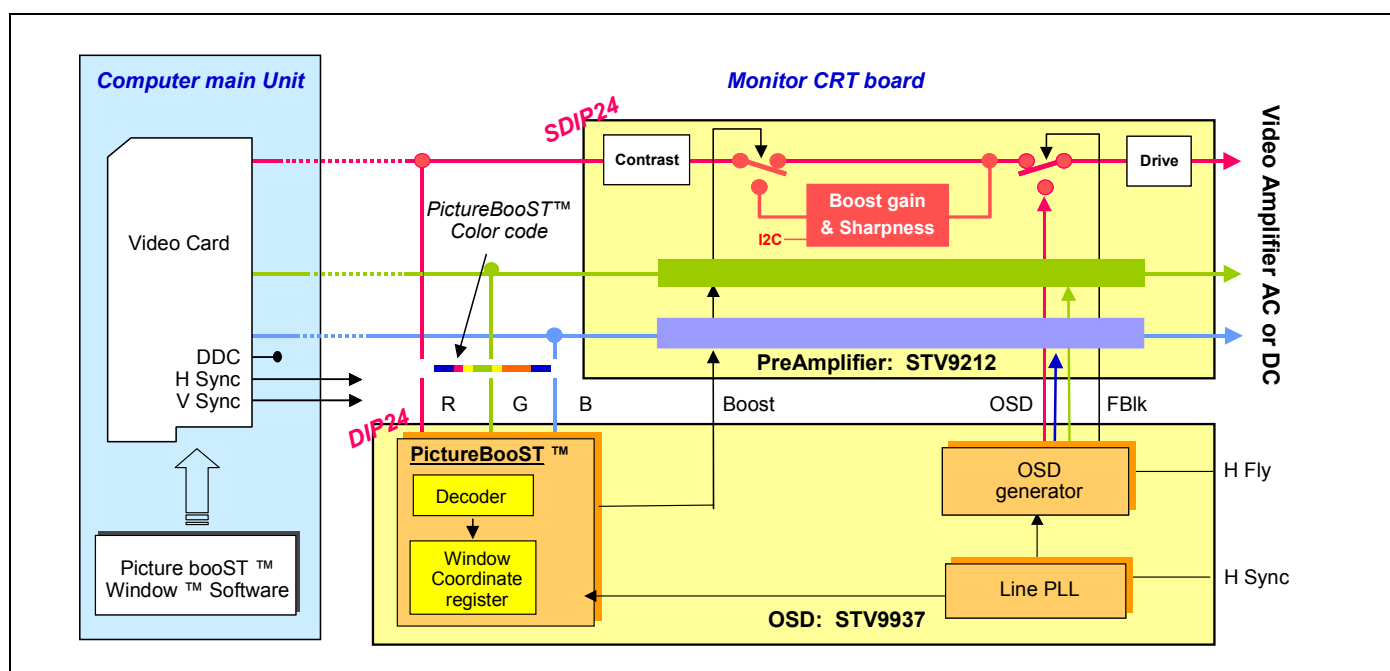 Computer main Unit
Monitor CRT board
SDIP24
Video Amplifier AC or DC
Contrast
Drive
Boost gain
& Sharpness
I2C
PictureBooST™
Color code
Video Card
DDC
H Sync
V Sync
PreAmplifier: STV9212
R
G
B
Boost
OSD
FBlk
DIP24
PictureBooST ™
Decoder
Window
Coordinate
register
OSD
generator
H Fly
Line PLL
H Sync
OSD: STV9937
Picture booST ™
Window ™ Software